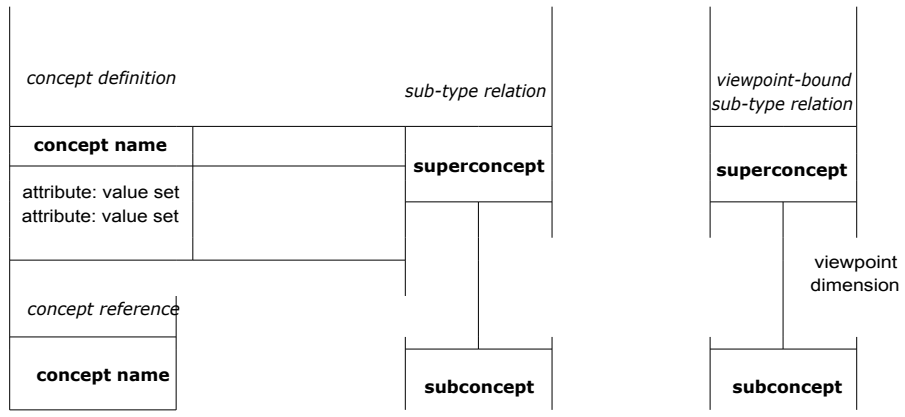 concept definition
sub-type relation
viewpoint-bound
sub-type relation
concept name
superconcept
superconcept
attribute: value set
attribute: value set
viewpoint
dimension
concept reference
concept name
subconcept
subconcept